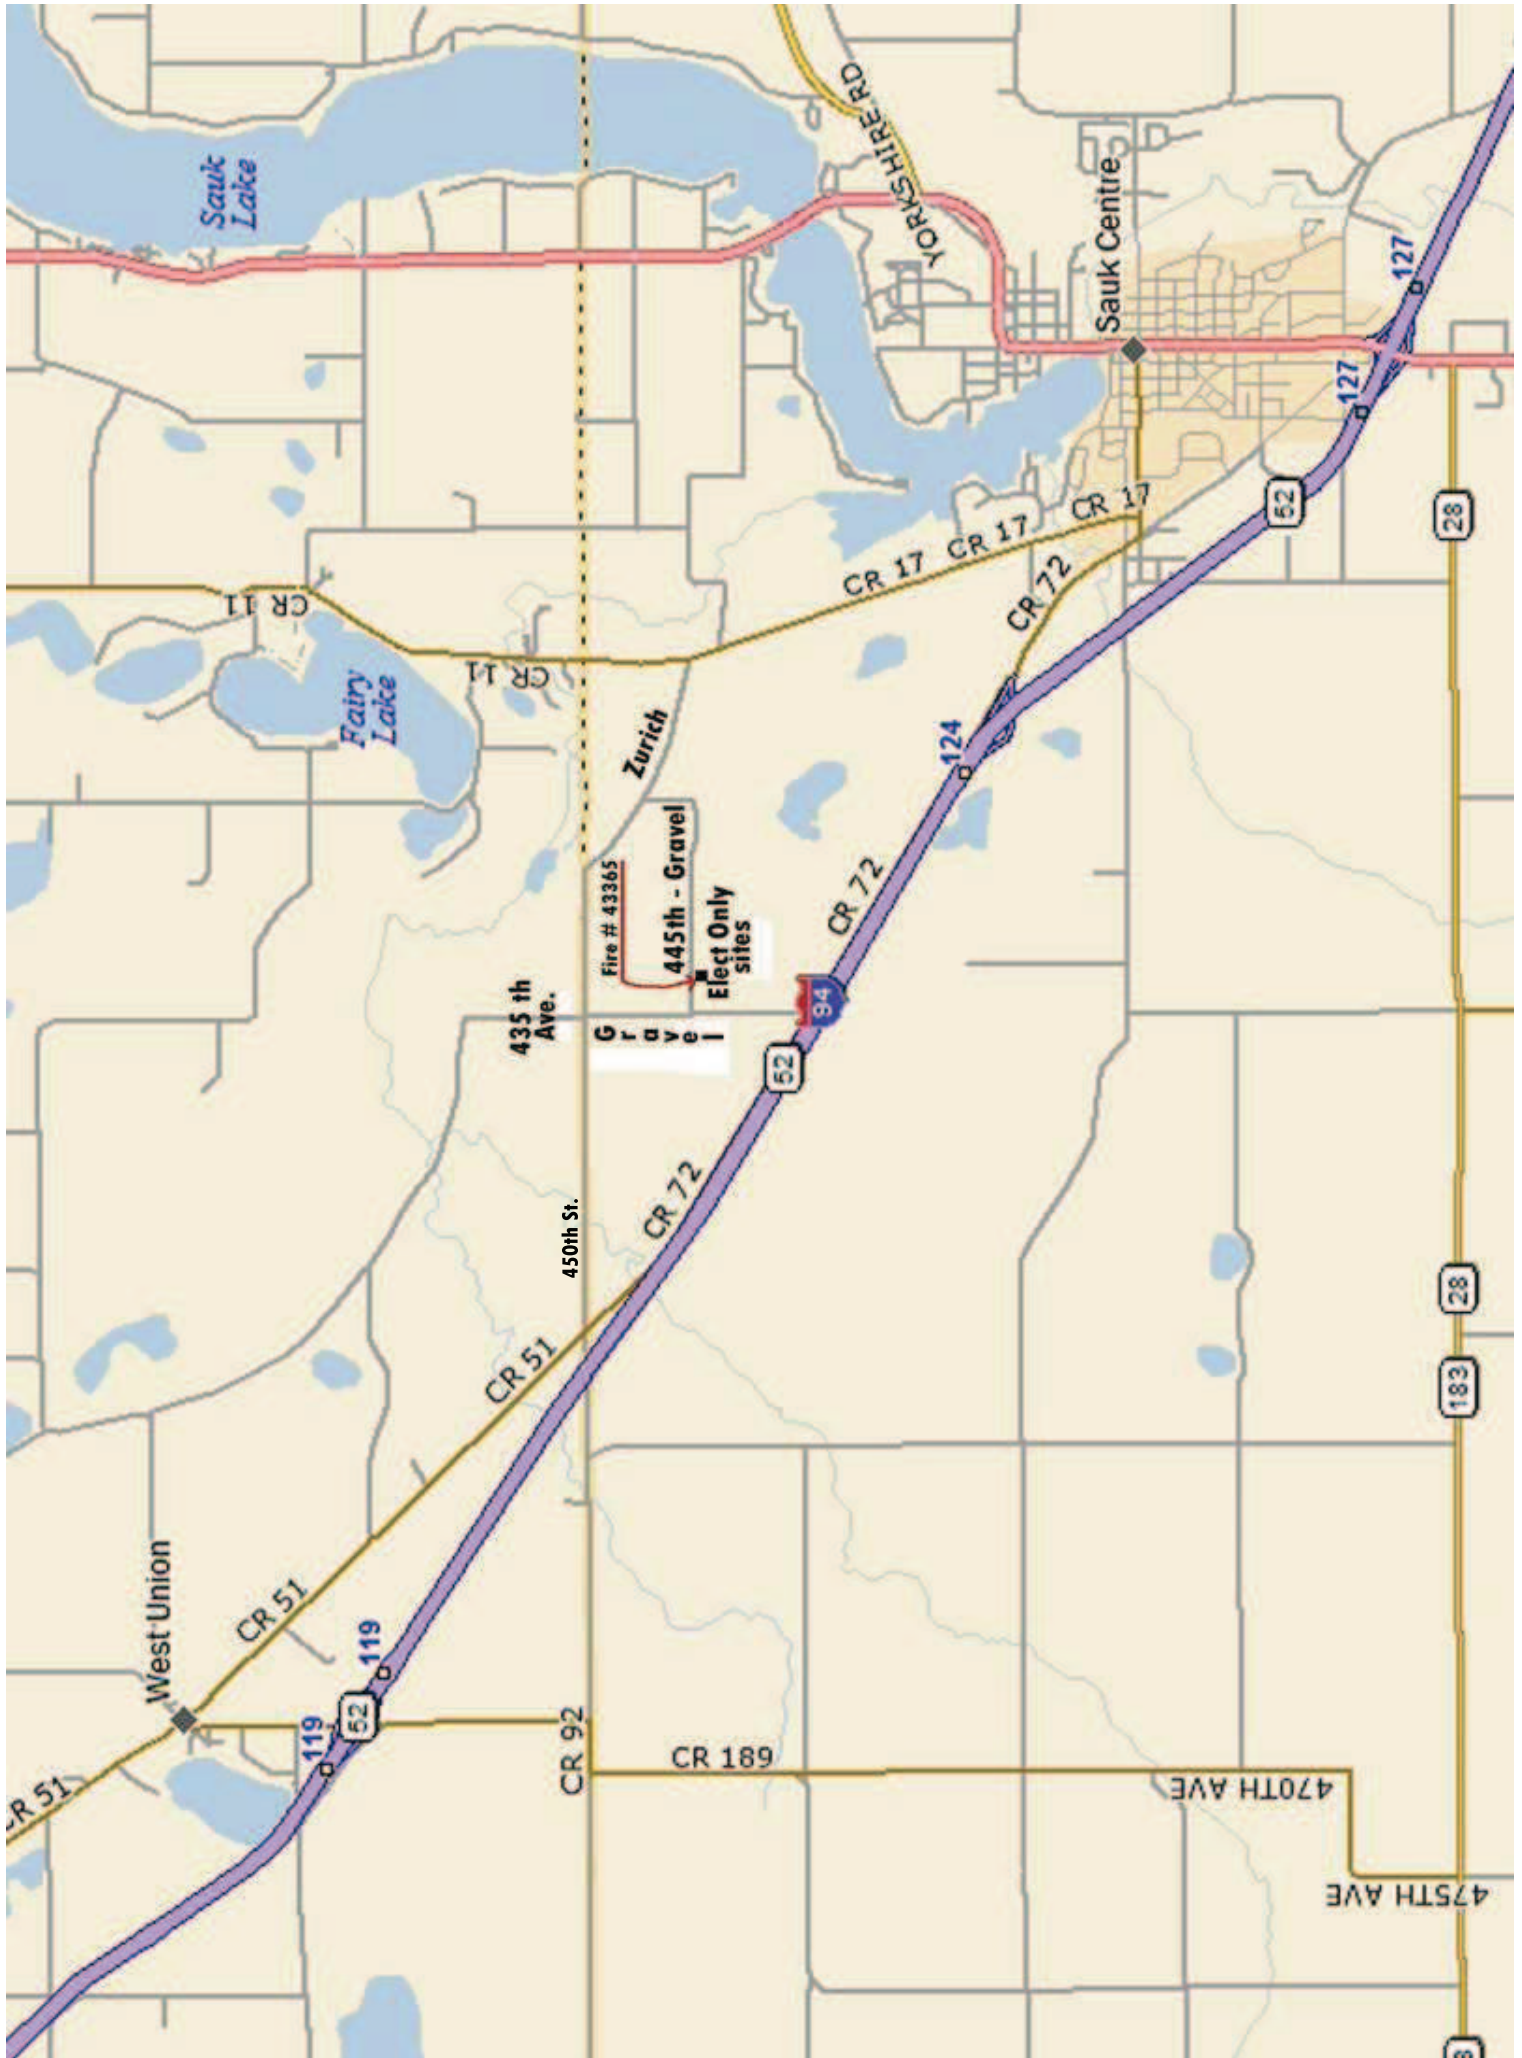 CR 51
West Union
CR 51
Sauk
Lake
CR 11
119
52
119
Fairy
Lake
CR 51
CR 11
435 th
Ave.
450th St.
CR 92
Gravel
Fire # 43365
Zurich
445th - Gravel
Elect Only
sites
CR 72
CR 189
52
94
CR 72
CR 17
YORKSHIRE RD
124
CR 17
CR 72
CR 17
Sauk Centre
470TH AVE
52
127
127
475TH AVE
183
28
28